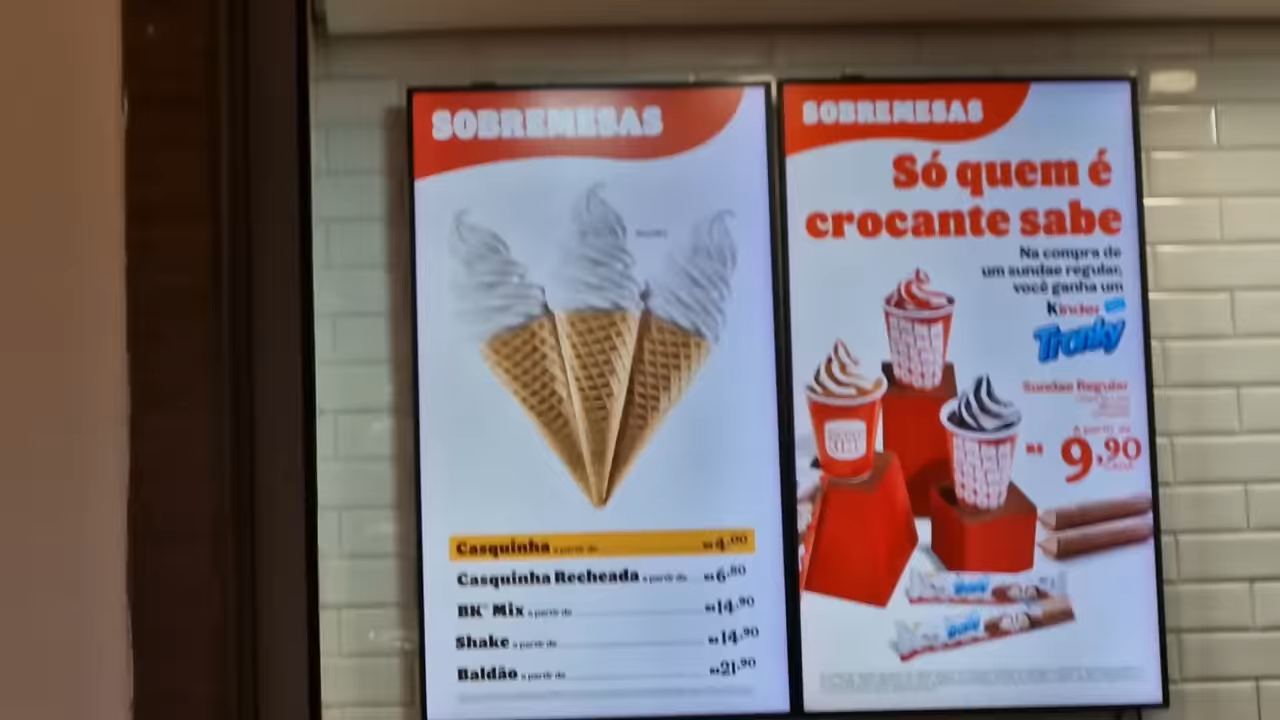 SOBREMESAS
Casquinha a partir de R$ 4,00
Casquinha Recheada a partir de R$ 6,80
BK Mix a partir de R$ 14,90
Shake a partir de R$ 14,90
Baldão a partir de R$ 21,90
SOBREMESAS
Só quem é
crocante sabe
Na compra de
um sundae regular,
você ganha um
Kinder
Tronky
Sundae Regular
A partir de
R$ 9,90